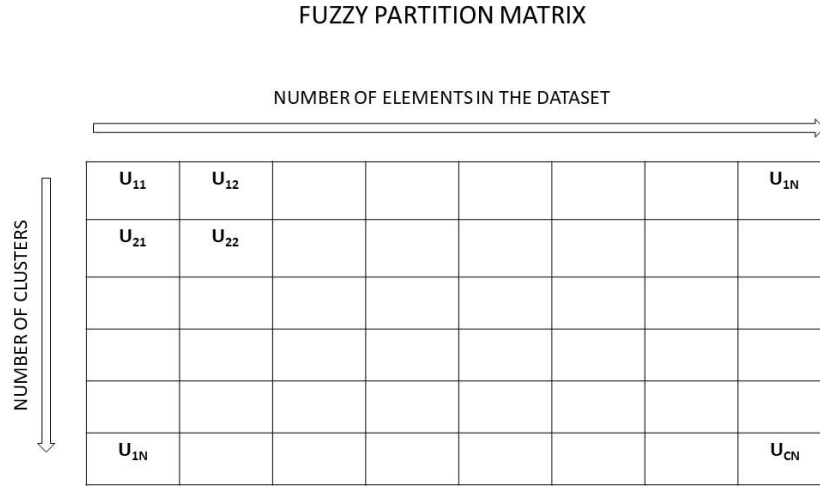 FUZZY PARTITION MATRIX
NUMBER OF ELEMENTS IN THE DATASET
NUMBER OF CLUSTERS
U₁₁ U₁₂ U₁N
U₂₁ U₂₂
U₁N UCN